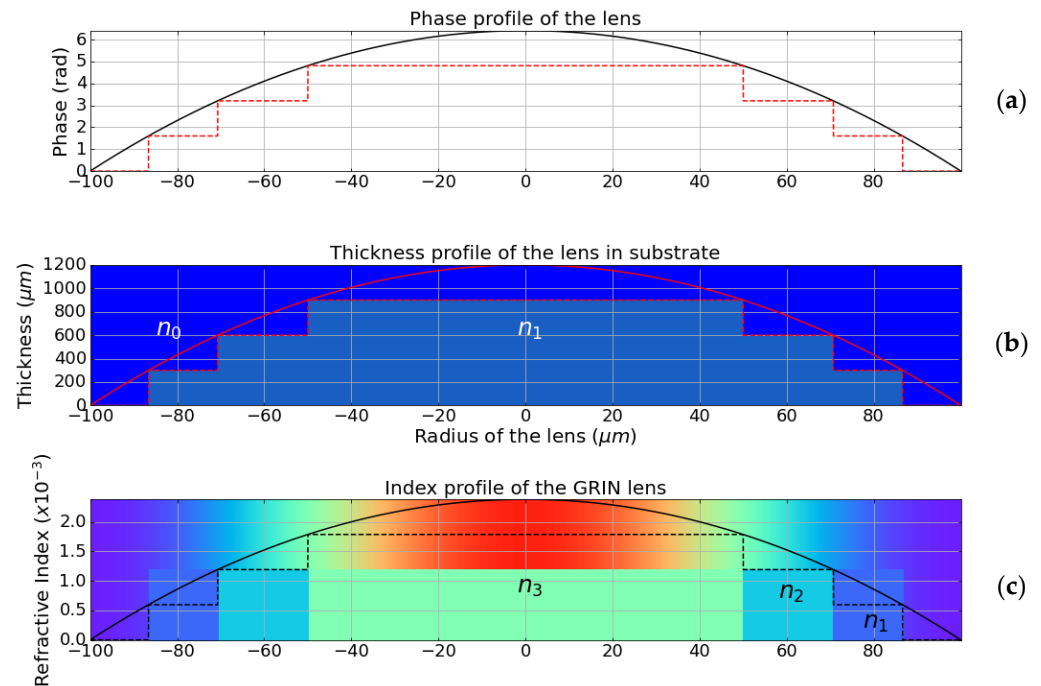 Phase profile of the lens
Phase (rad)
6
5
4
3
2
1
0
−100 −80 −60 −40 −20 0 20 40 60 80
(a)
Thickness profile of the lens in substrate
Thickness (μm)
1200
1000
800
600
400
200
0
n₀ n₁
−100 −80 −60 −40 −20 0 20 40 60 80
Radius of the lens (μm)
(b)
Index profile of the GRIN lens
Refractive Index (x10⁻³)
2.0
1.5
1.0
0.5
0.0
n₃ n₂ n₁
−100 −80 −60 −40 −20 0 20 40 60 80
(c)